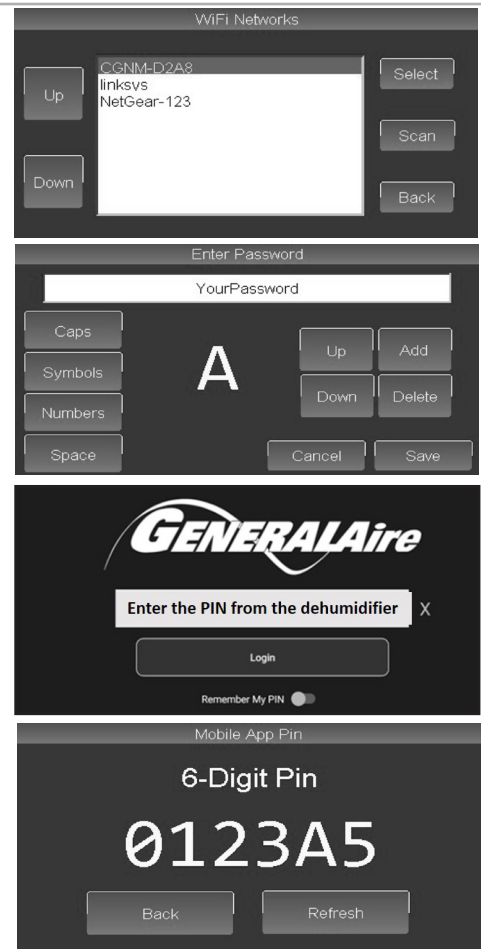 WiFi Networks
Up
Down
CGNM-D2A8
linksvs
NetGear-123
Select
Scan
Back
Enter Password
YourPassword
Caps
Symbols
Numbers
Space
A
Up
Add
Down
Delete
Cancel
Save
GENERALAire
Enter the PIN from the dehumidifier X
Login
Remember My PIN
Mobile App Pin
6-Digit Pin
0123A5
Back
Refresh